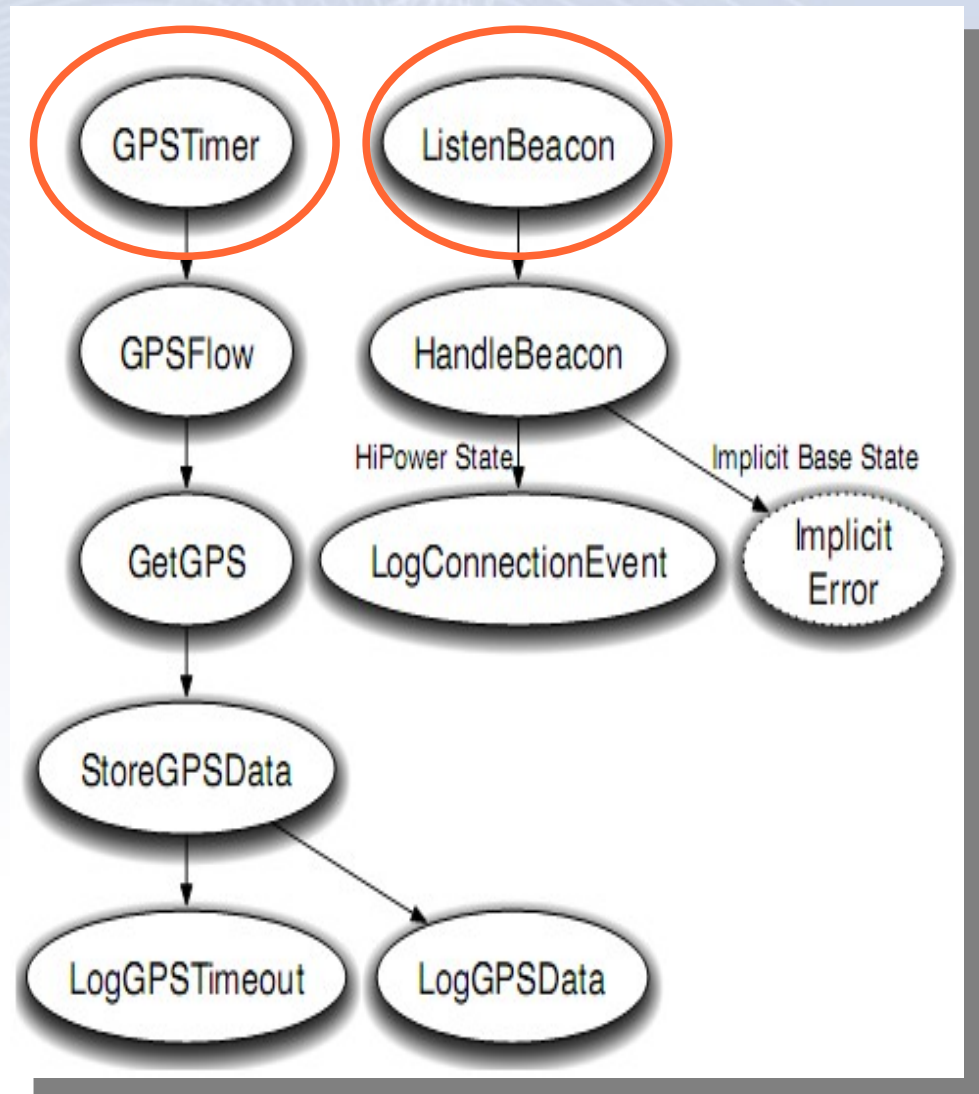 GPSTimer
ListenBeacon
GPSFlow
HandleBeacon
HiPower State
Implicit Base State
GetGPS
LogConnectionEvent
Implicit
Error
StoreGPSData
LogGPSTimeout
LogGPSData